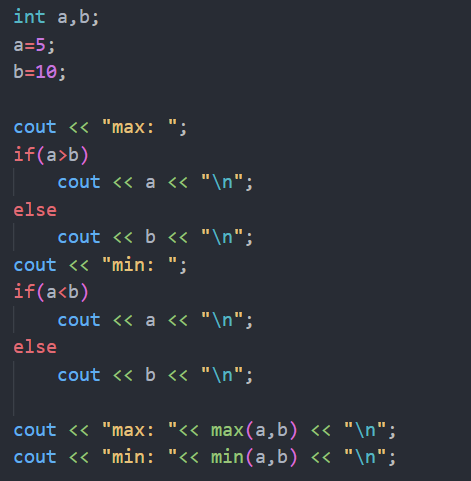 int a,b;
a=5;
b=10;

cout << "max: ";
if(a>b)
    cout << a << "\n";
else
    cout << b << "\n";
cout << "min: ";
if(a<b)
    cout << a << "\n";
else
    cout << b << "\n";

cout << "max: "<< max(a,b) << "\n";
cout << "min: "<< min(a,b) << "\n";